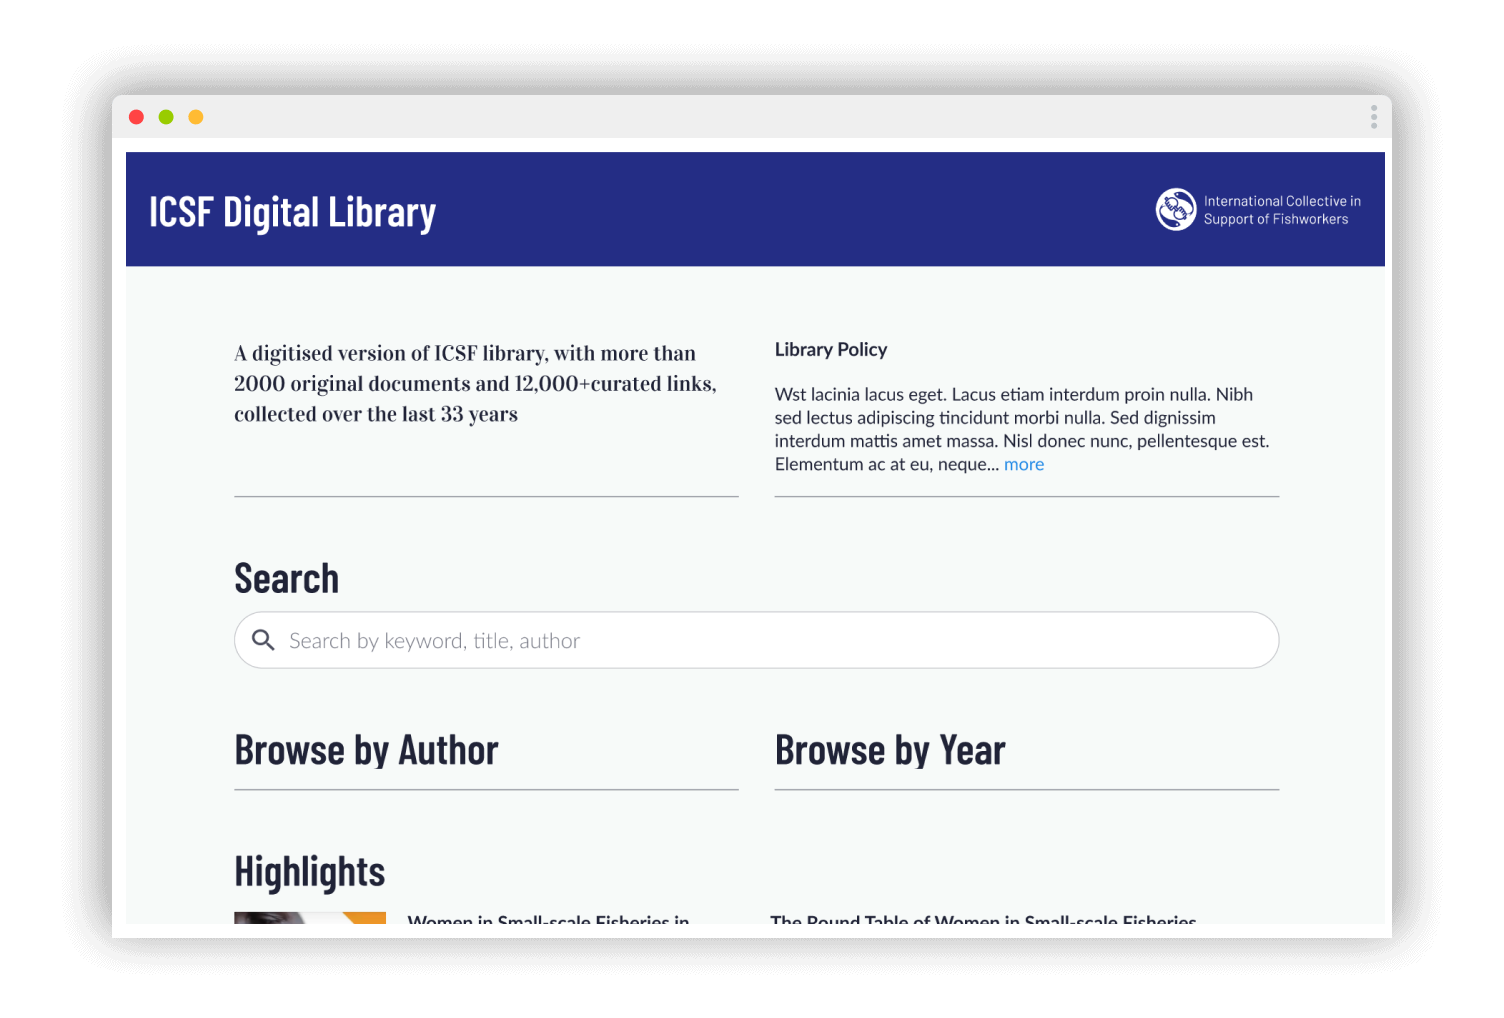 ICSF Digital Library
International Collective in
Support of Fishworkers
A digitised version of ICSF library, with more than
2000 original documents and 12,000+curated links,
collected over the last 33 years
Library Policy
Wst lacinia lacus eget. Lacus etiam interdum proin nulla. Nibh
sed lectus adipiscing tincidunt morbi nulla. Sed dignissim
interdum mattis amet massa. Nisl donec nunc, pellentesque est.
Elementum ac at eu, neque... more
Search
Search by keyword, title, author
Browse by Author
Browse by Year
Highlights
Women in Small-scale Fisheries in
The Round Table of Women in Small-scale Fisheries